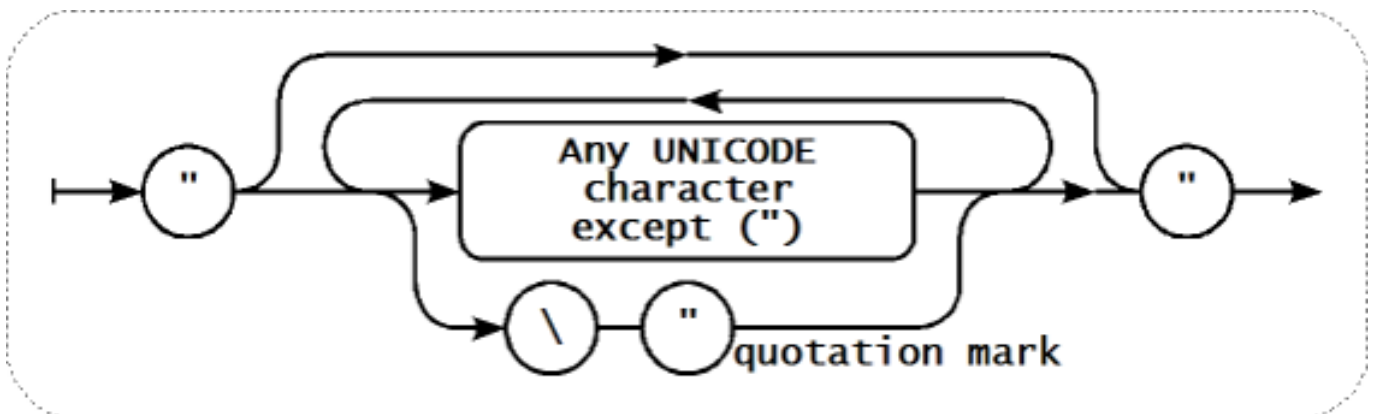 "
Any UNICODE
character
except (")
"
\
"
quotation mark